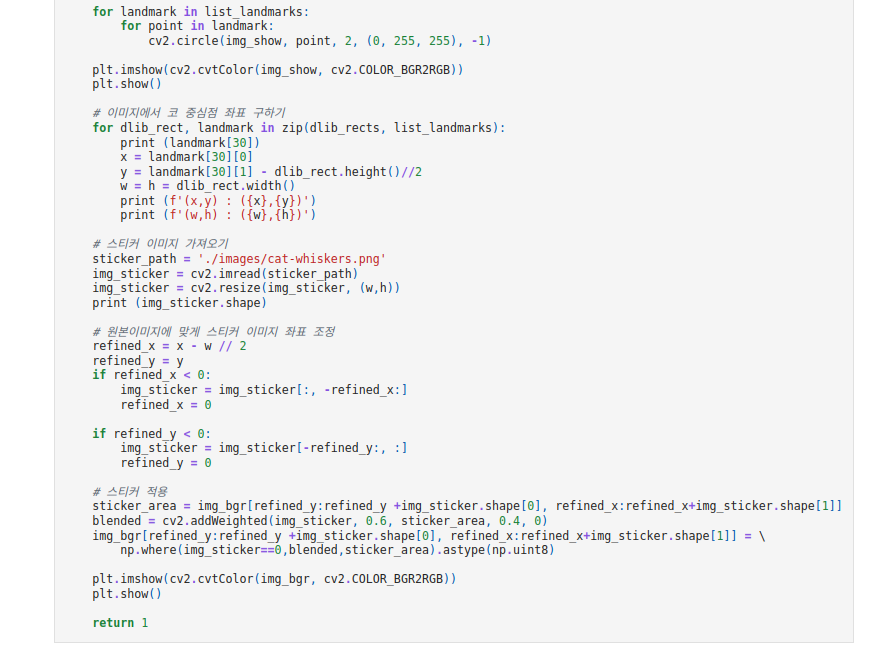 for landmark in list_landmarks:
    for point in landmark:
        cv2.circle(img_show, point, 2, (0, 255, 255), -1)

plt.imshow(cv2.cvtColor(img_show, cv2.COLOR_BGR2RGB))
plt.show()

# 이미지에서 코 중심점 좌표 구하기
for dlib_rect, landmark in zip(dlib_rects, list_landmarks):
    print (landmark[30])
    x = landmark[30][0]
    y = landmark[30][1] - dlib_rect.height()//2
    w = h = dlib_rect.width()
    print (f'(x,y) : ({x},{y})')
    print (f'(w,h) : ({w},{h})')

# 스티커 이미지 가져오기
sticker_path = './images/cat-whiskers.png'
img_sticker = cv2.imread(sticker_path)
img_sticker = cv2.resize(img_sticker, (w,h))
print (img_sticker.shape)

# 원본이미지에 맞게 스티커 이미지 좌표 조정
refined_x = x - w // 2
refined_y = y
if refined_x < 0:
    img_sticker = img_sticker[:, -refined_x:]
    refined_x = 0

if refined_y < 0:
    img_sticker = img_sticker[-refined_y:, :]
    refined_y = 0

# 스티커 적용
sticker_area = img_bgr[refined_y:refined_y +img_sticker.shape[0], refined_x:refined_x+img_sticker.shape[1]]
blended = cv2.addWeighted(img_sticker, 0.6, sticker_area, 0.4, 0)
img_bgr[refined_y:refined_y +img_sticker.shape[0], refined_x:refined_x+img_sticker.shape[1]] = \
    np.where(img_sticker==0,blended,sticker_area).astype(np.uint8)

plt.imshow(cv2.cvtColor(img_bgr, cv2.COLOR_BGR2RGB))
plt.show()

return 1